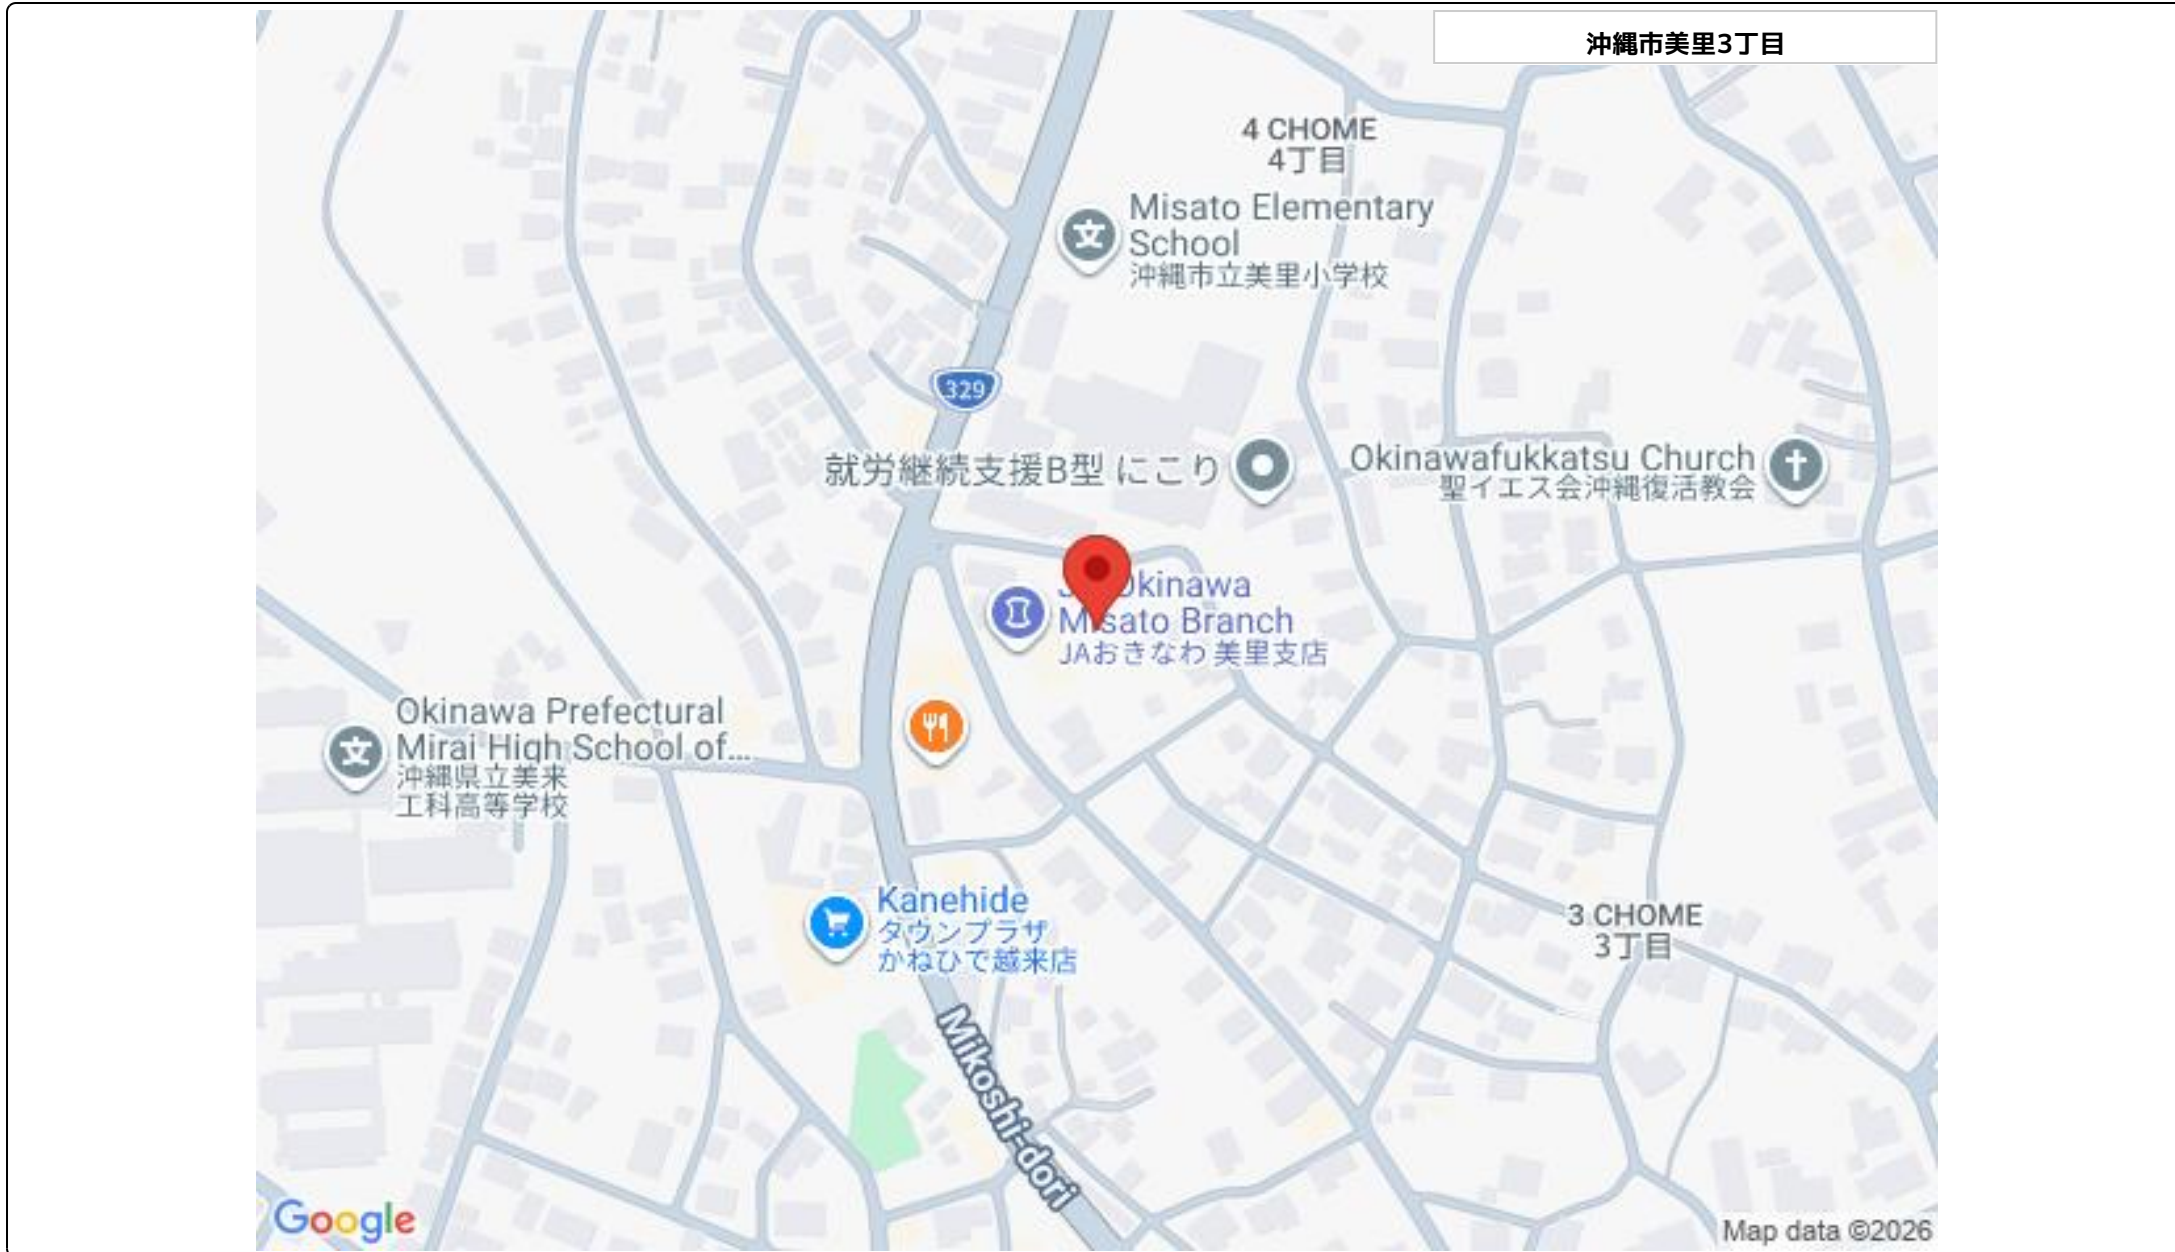 沖縄市美里3丁目
4 CHOME
4丁目
Misato Elementary
School
沖縄市立美里小学校
329
就労継続支援B型 にこり
Okinawafukkatsu Church
聖イエス会沖縄復活教会
Okinawa
Misato Branch
JAおきなわ 美里支店
Okinawa Prefectural
Mirai High School of...
沖縄県立美来
工科高等学校
Kanehide
タウンプラザ
かねひで越来店
3 CHOME
3丁目
Mikoshi-dori
Google
Map data ©2026